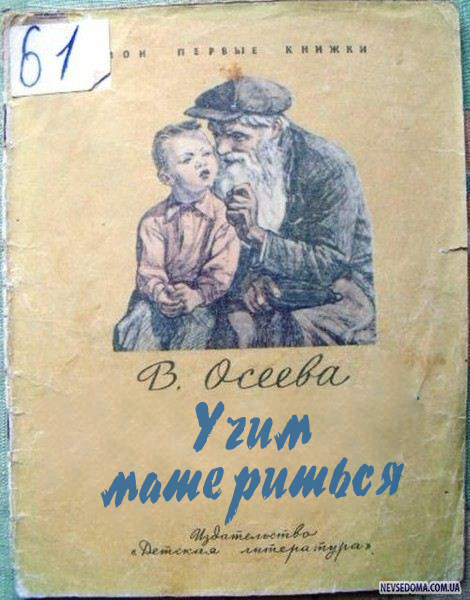 61
МОИ ПЕРВЫЕ КНИЖКИ
В. Осеева
Учим
материться
Издательство
«Детская литература».
NEVSEDOMA.COM.UA